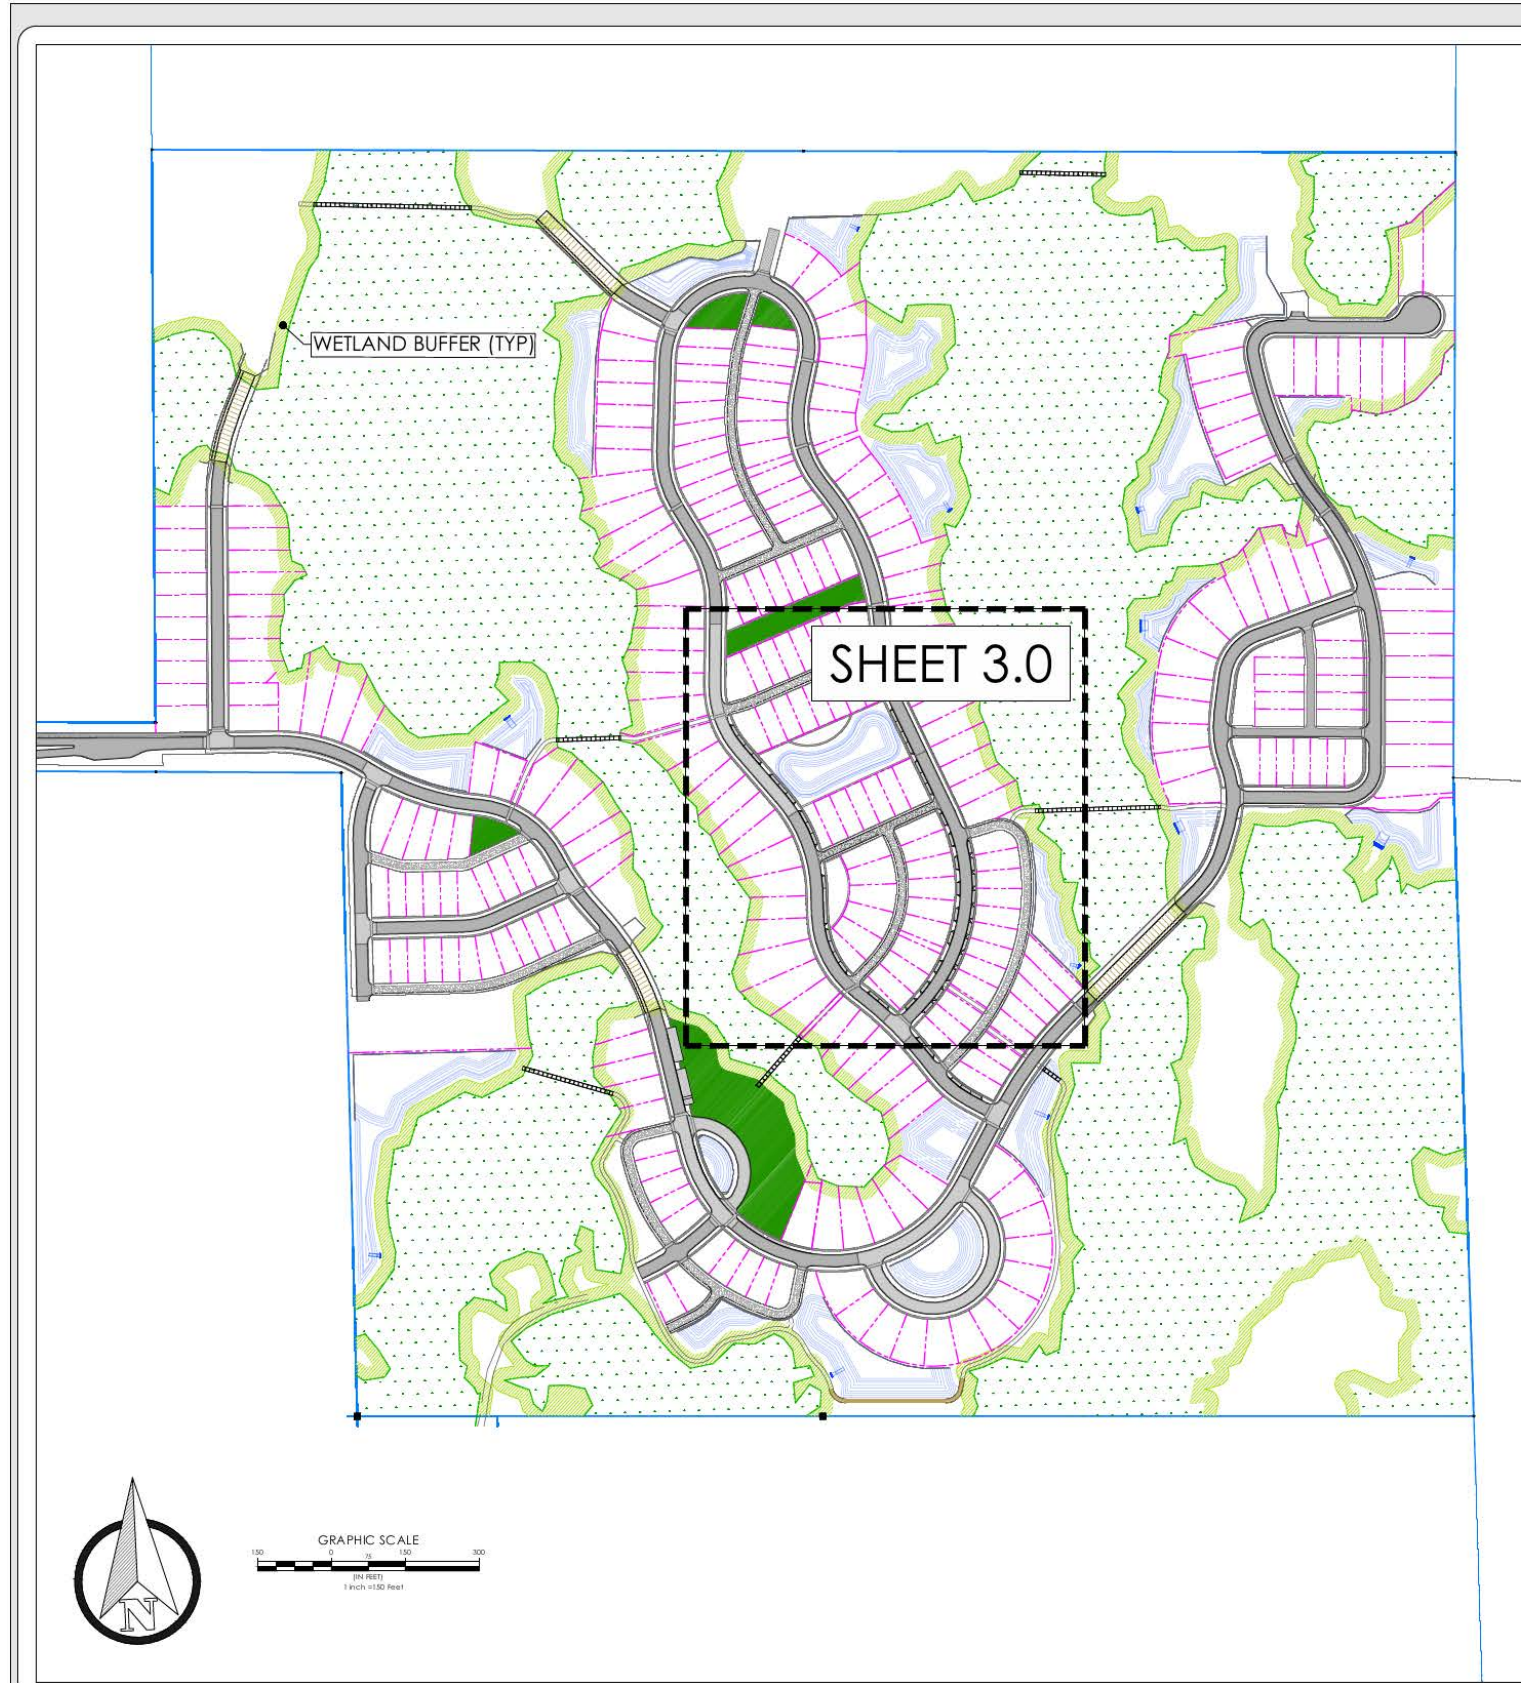 WETLAND BUFFER (TYP)
SHEET 3.0
GRAPHIC SCALE
150 0 75 150 300
(IN FEET)
1 inch =150 Feet
N